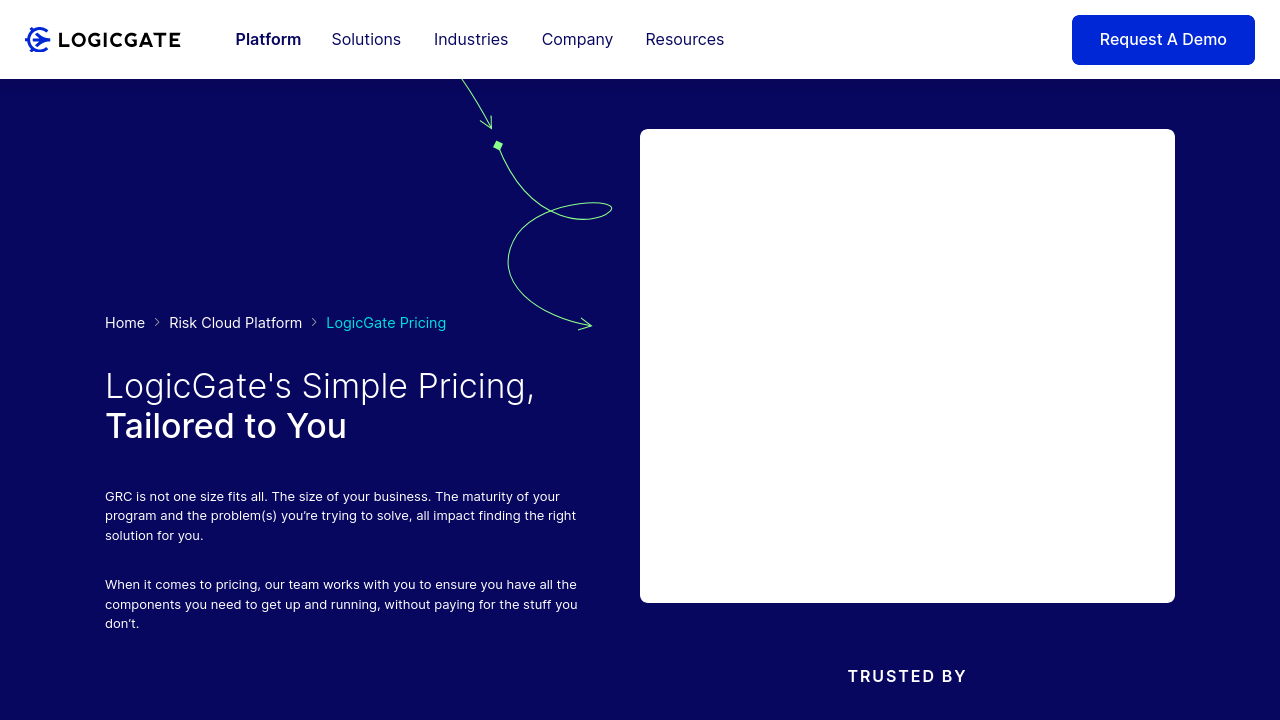 LOGICGATE
Platform
Solutions
Industries
Company
Resources
Request A Demo
Home
Risk Cloud Platform
LogicGate Pricing
LogicGate's Simple Pricing,
Tailored to You
GRC is not one size fits all. The size of your business. The maturity of your
program and the problem(s) you’re trying to solve, all impact finding the right
solution for you.
When it comes to pricing, our team works with you to ensure you have all the
components you need to get up and running, without paying for the stuff you
don’t.
TRUSTED BY